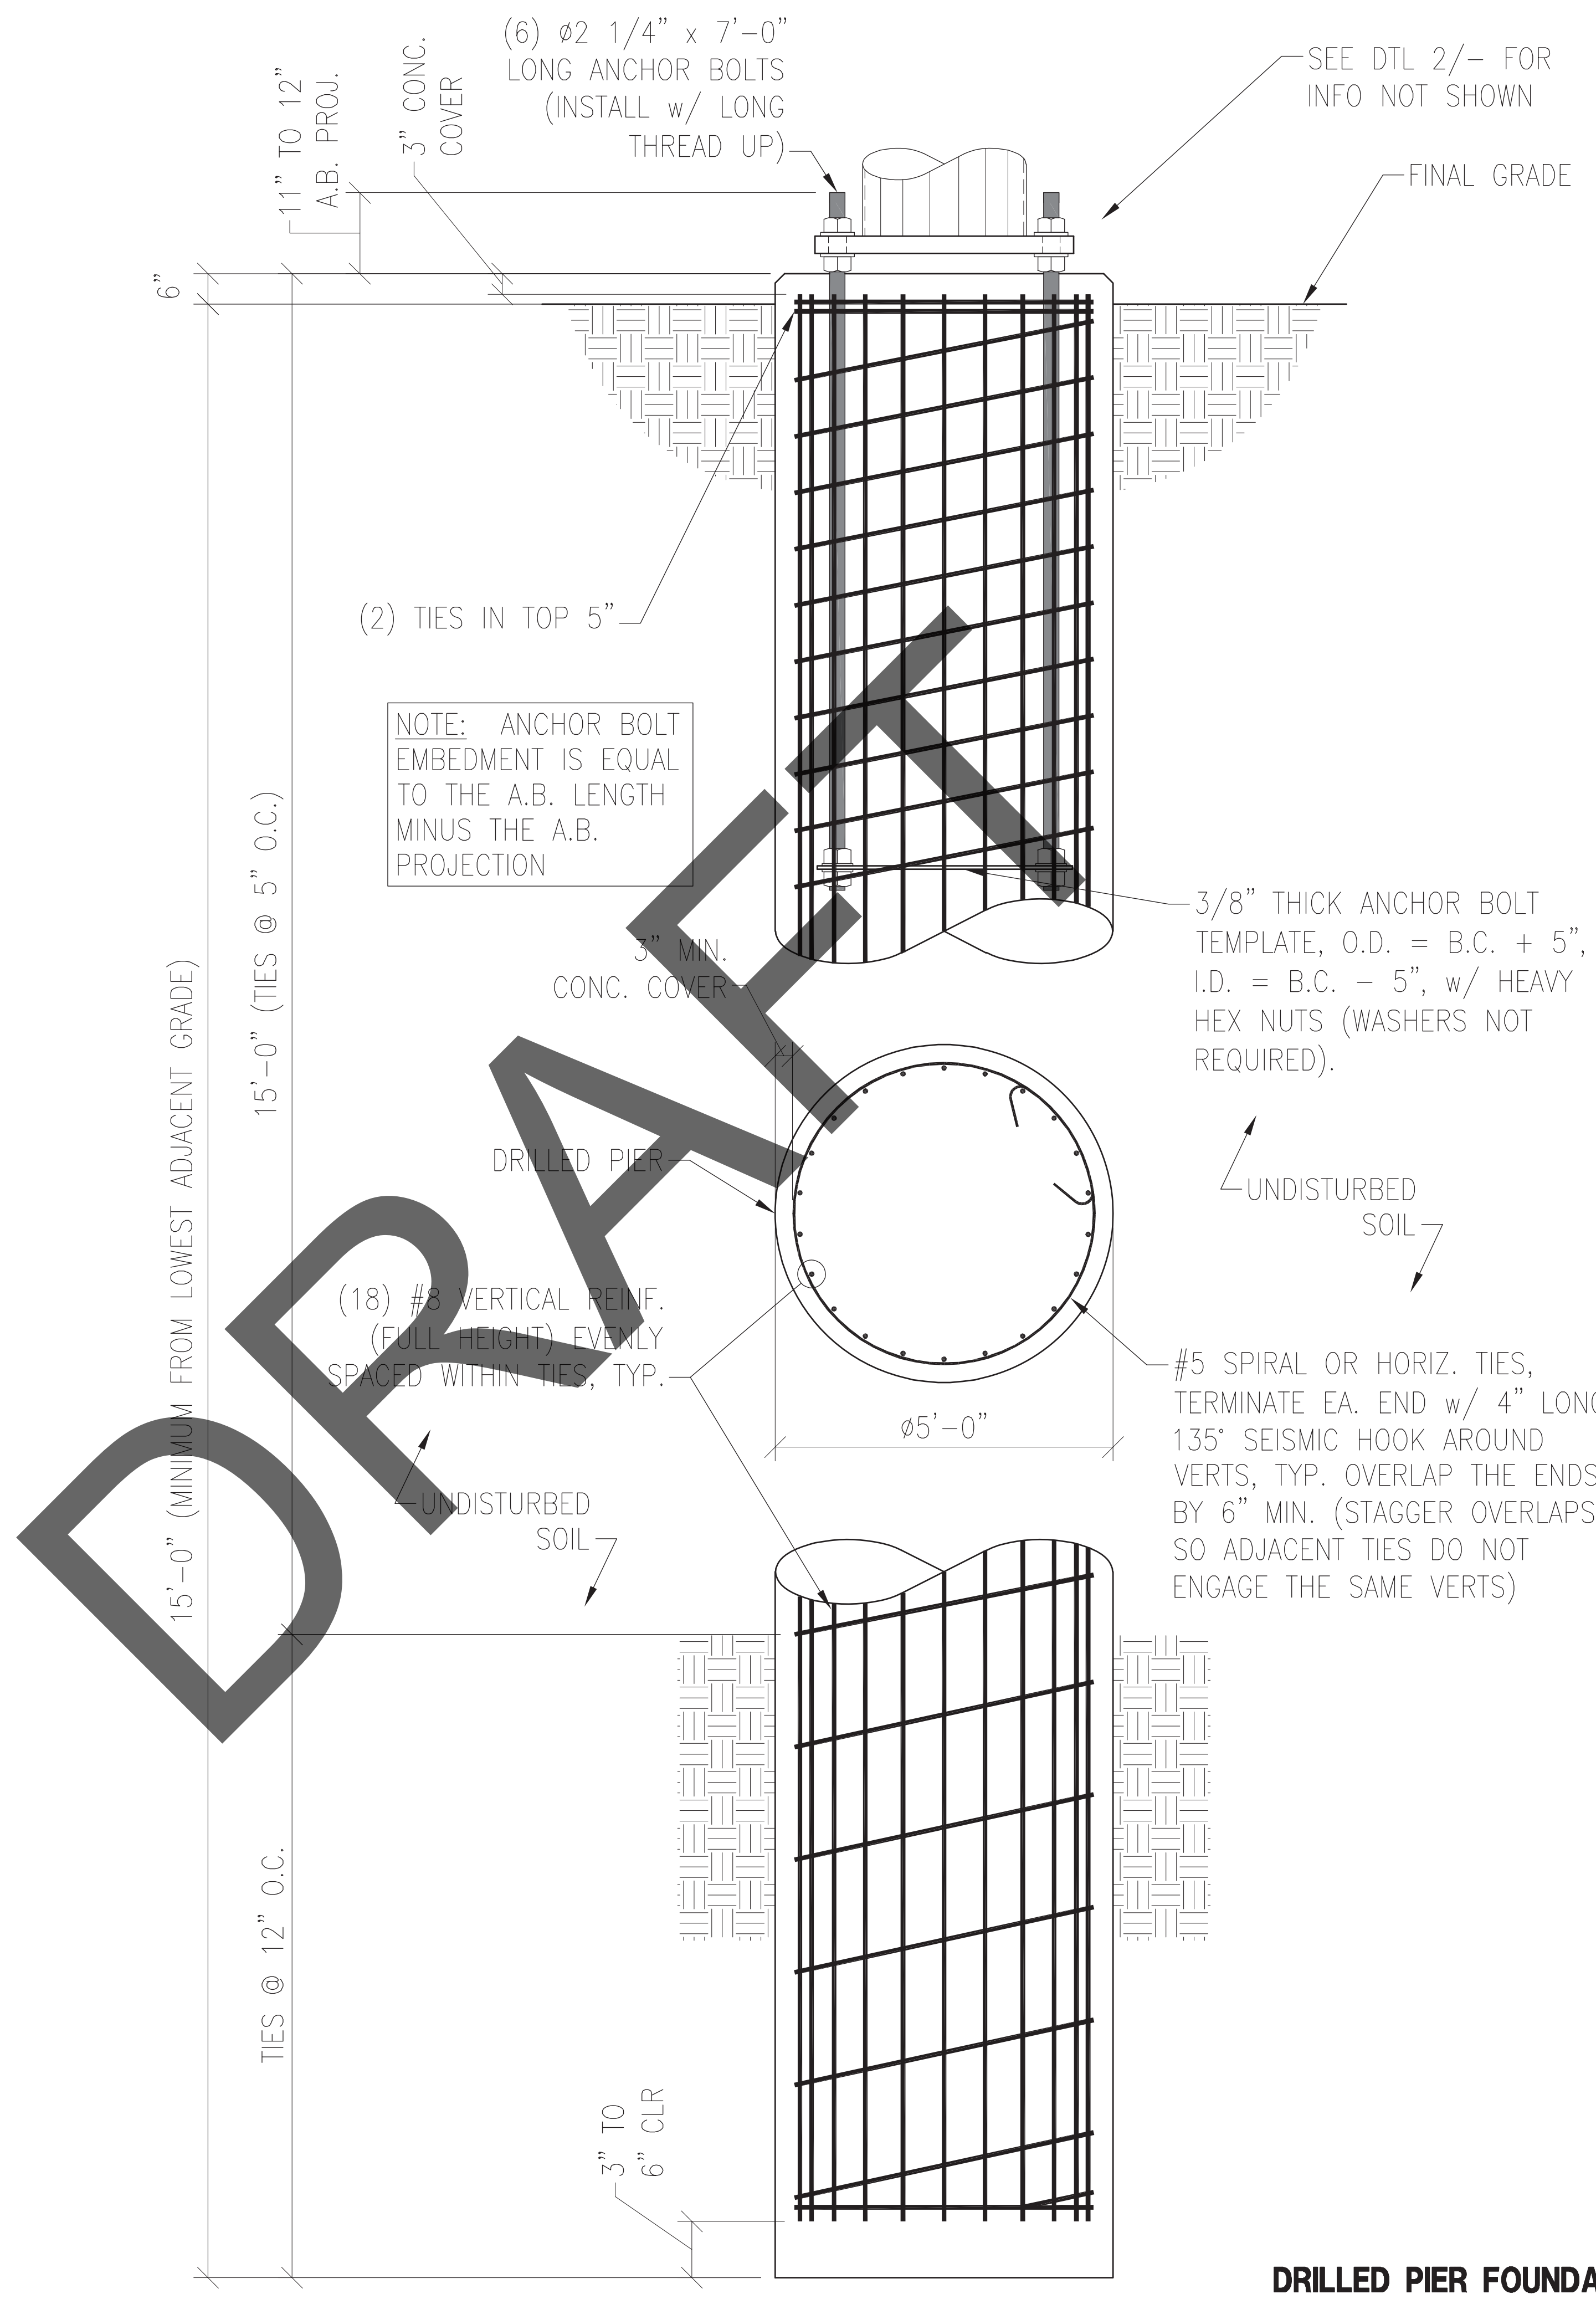 (6) ø2 1/4" x 7'-0"
LONG ANCHOR BOLTS
(INSTALL w/ LONG
THREAD UP)
11" TO 12"
A.B. PROJ.
3" CONC.
COVER
SEE DTL 2/- FOR
INFO NOT SHOWN
FINAL GRADE
6"
(2) TIES IN TOP 5"
NOTE: ANCHOR BOLT
EMBEDMENT IS EQUAL
TO THE A.B. LENGTH
MINUS THE A.B.
PROJECTION
15'-0" (MINIMUM FROM LOWEST ADJACENT GRADE)
15'-0" (TIES @ 5" O.C.)
3/8" THICK ANCHOR BOLT
TEMPLATE, O.D. = B.C. + 5",
I.D. = B.C. - 5", w/ HEAVY
HEX NUTS (WASHERS NOT
REQUIRED).
3" MIN.
CONC. COVER
DRILLED PIER
UNDISTURBED
SOIL
(18) #8 VERTICAL REINF.
(FULL HEIGHT) EVENLY
SPACED WITHIN TIES, TYP.
#5 SPIRAL OR HORIZ. TIES,
TERMINATE EA. END w/ 4" LONG
135° SEISMIC HOOK AROUND
VERTS, TYP. OVERLAP THE ENDS
BY 6" MIN. (STAGGER OVERLAPS
SO ADJACENT TIES DO NOT
ENGAGE THE SAME VERTS)
ø5'-0"
UNDISTURBED
SOIL
TIES @ 12" O.C.
3" TO
6" CLR
DRAFT
DRILLED PIER